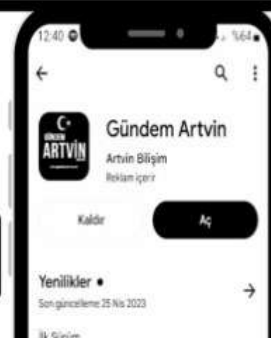 12:40
%64
Gündem Artvin
GÜNDEM
ARTVİN
Artvin Bilişim
Reklam içerir
Kaldır
Aç
Yenilikler •
Son güncelleme 25 Nis 2023
İlk Sürüm